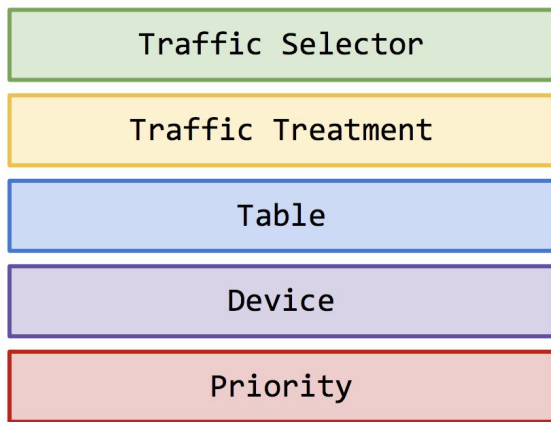 Traffic Selector
Traffic Treatment
Table
Device
Priority